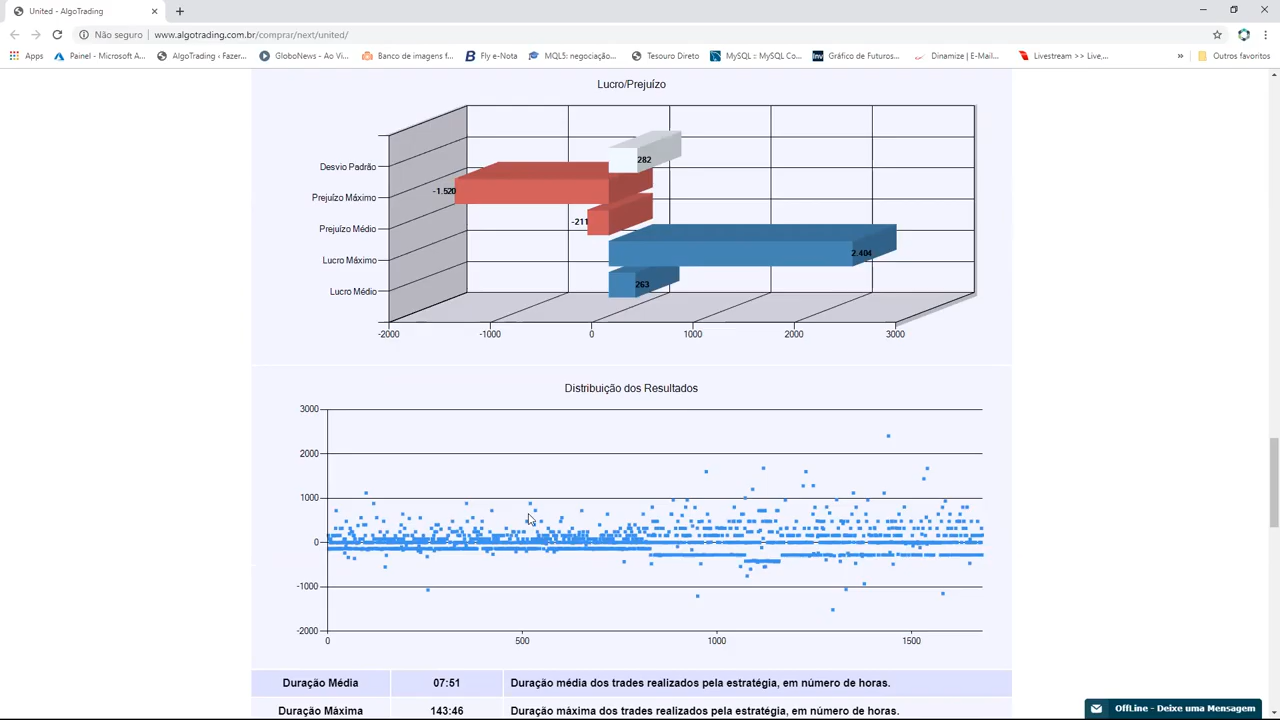 United - AlgoTrading
Não seguro www.algotrading.com.br/comprar/next/united/
Apps Painel - Microsoft A... AlgoTrading ‹ Fazer... GloboNews - Ao Vi... Banco de imagens f... Fly e-Nota MQL5: negociação... Tesouro Direto MySQL :: MySQL Co... Gráfico de Futuros... Dinamize | E-Mail... Livestream >> Live,... » Outros favoritos
Lucro/Prejuízo
Desvio Padrão 282
Prejuízo Máximo -1.520
Prejuízo Médio -211
Lucro Máximo 2.404
Lucro Médio 263
-2000 -1000 0 1000 2000 3000
Distribuição dos Resultados
3000
2000
1000
0
-1000
-2000
0 500 1000 1500
Duração Média 07:51 Duração média dos trades realizados pela estratégia, em número de horas.
Duração Màxima 143:46 Duração máxima dos trades realizados pela estratégia, em número de horas.
OffLine - Deixe uma Mensagem